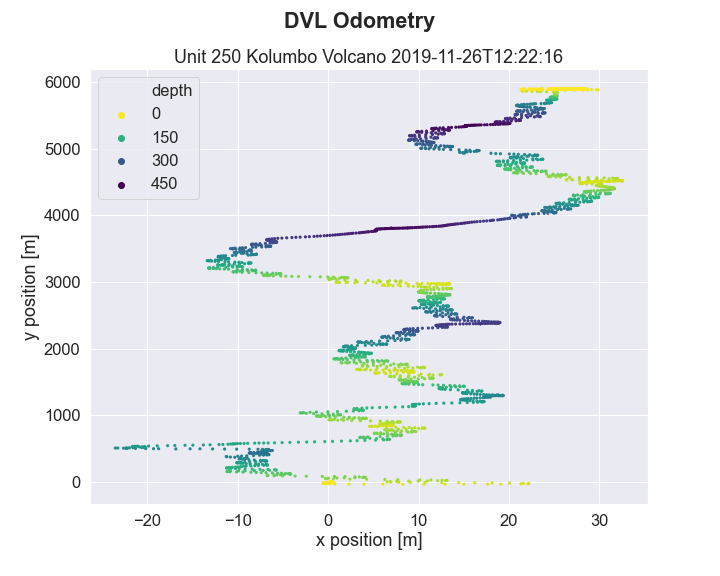 DVL Odometry
Unit 250 Kolumbo Volcano 2019-11-26T12:22:16
depth
0
150
300
450
6000
5000
4000
3000
2000
1000
0
y position [m]
−20 −10 0 10 20 30
x position [m]